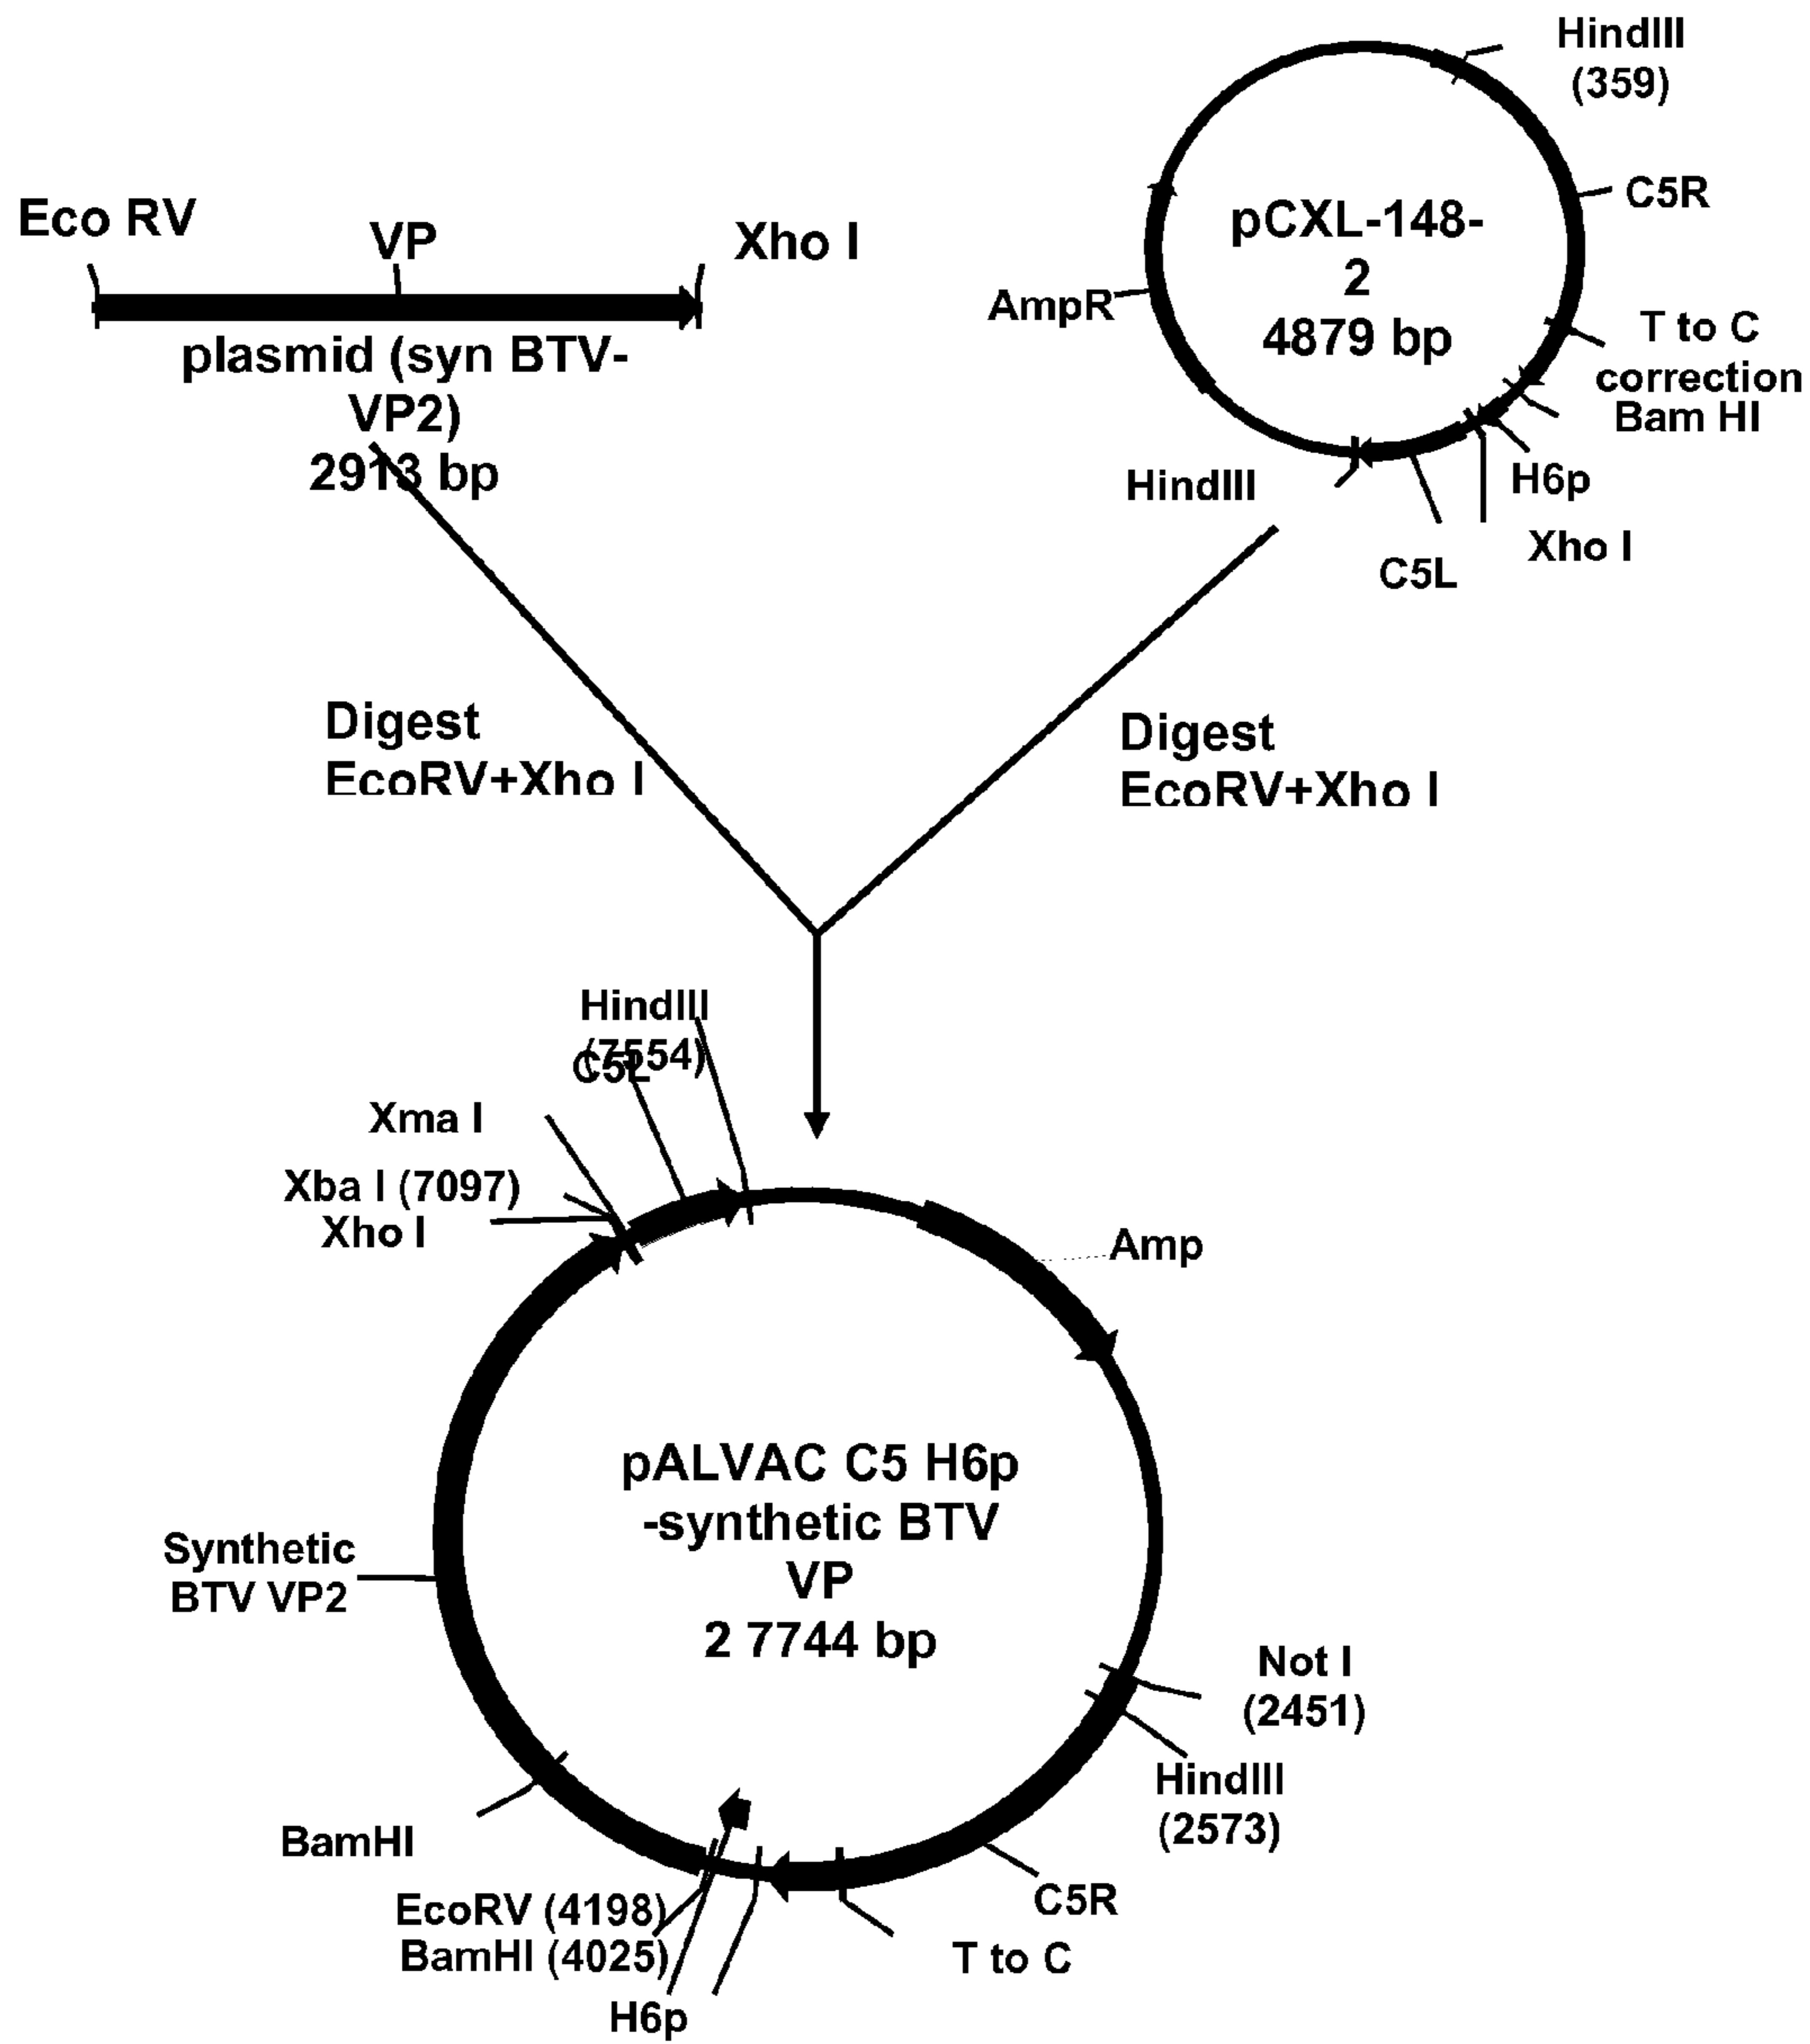 Eco RV
VP
Xho I
plasmid (syn BTV-
VP2)
2913 bp
HindIII
(359)
C5R
pCXL-148-
2
4879 bp
AmpR
T to C
correction
Bam HI
H6p
Xho I
C5L
HindIII
Digest
EcoRV+Xho I
Digest
EcoRV+Xho I
HindIII
(7554)
C5L
Xma I
Xba I (7097)
Xho I
Amp
pALVAC C5 H6p
-synthetic BTV
VP
2 7744 bp
Synthetic
BTV VP2
Not I
(2451)
HindIII
(2573)
BamHI
C5R
EcoRV (4198)
BamHI (4025)
T to C
H6p